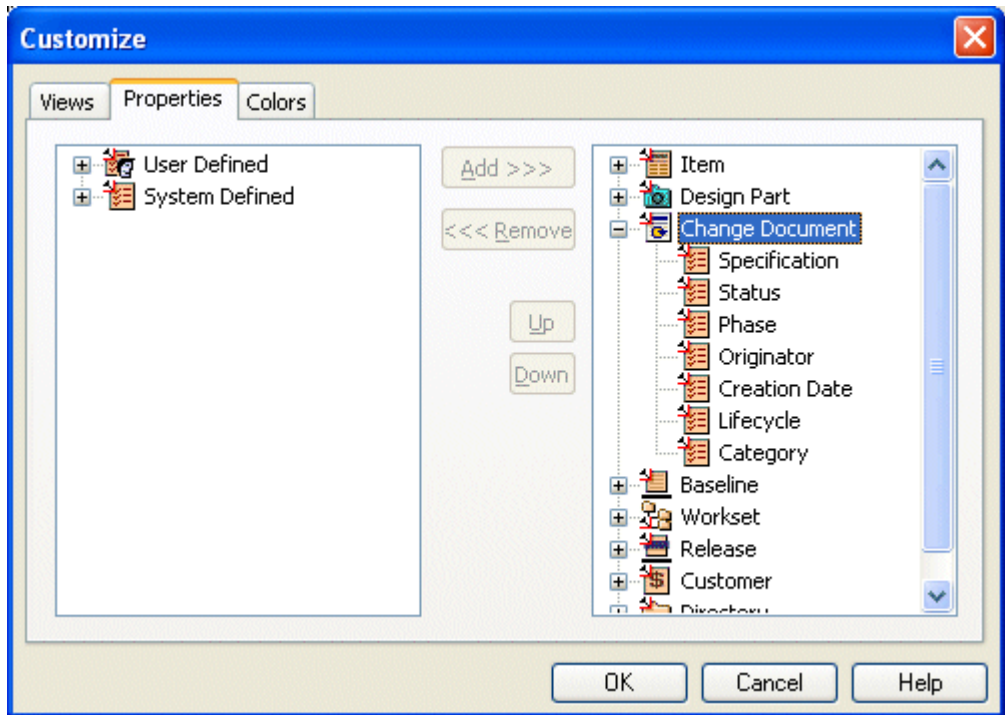 Customize
Views Properties Colors
User Defined
System Defined
Add >>>
<<< Remove
Up
Down
Item
Design Part
Change Document
Specification
Status
Phase
Originator
Creation Date
Lifecycle
Category
Baseline
Workset
Release
Customer
Directory
OK Cancel Help